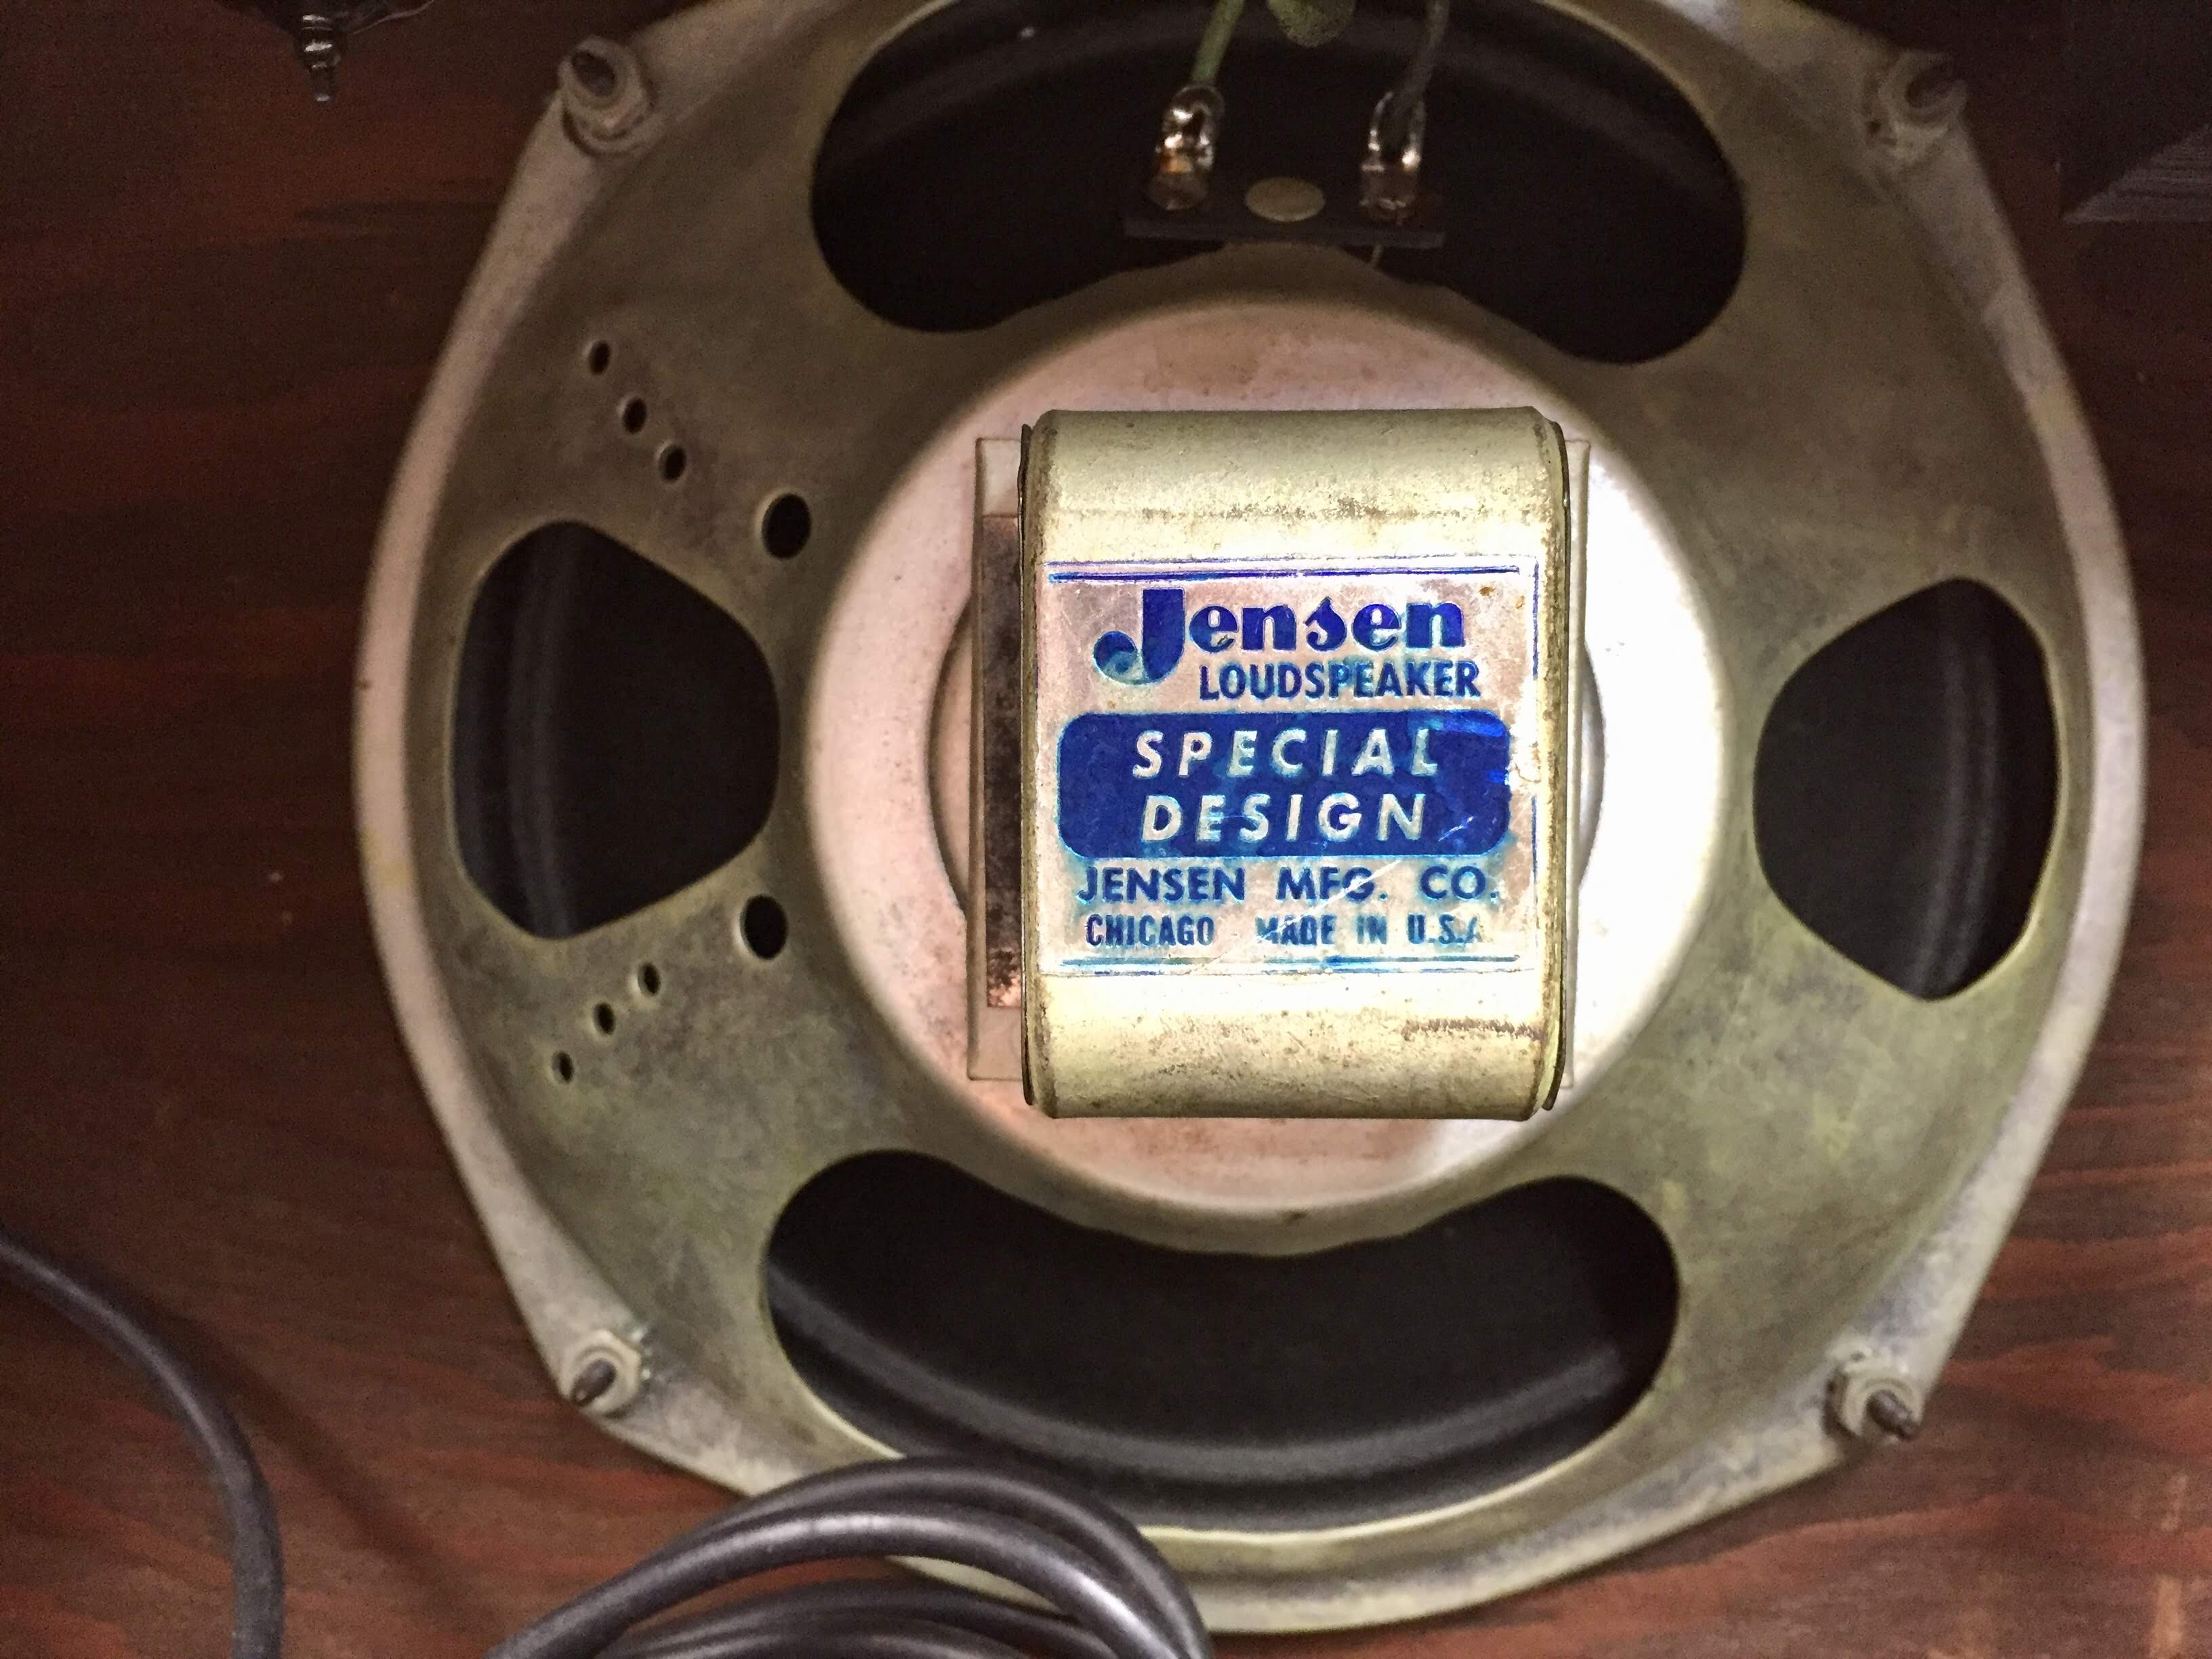 Jensen
LOUDSPEAKER
SPECIAL
DESIGN
JENSEN MFG. CO.
CHICAGO MADE IN U.S.A